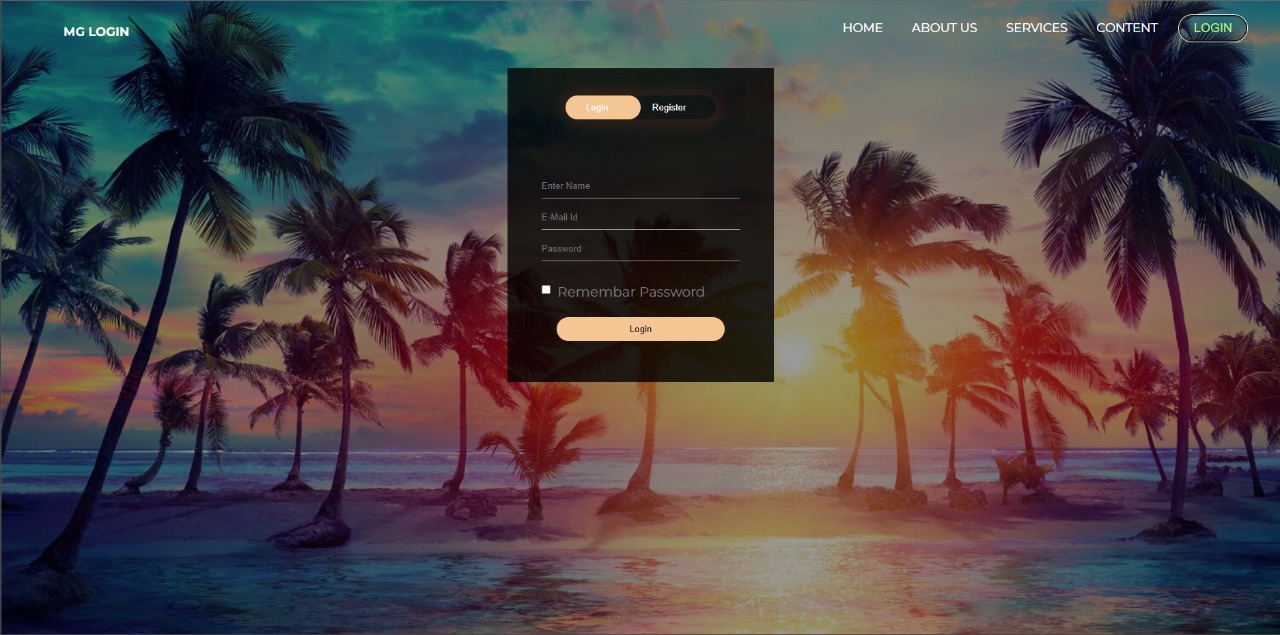 MG LOGIN
HOME ABOUT US SERVICES CONTENT LOGIN
Login Register
Enter Name
E-Mail Id
Password
Remembar Password
Login